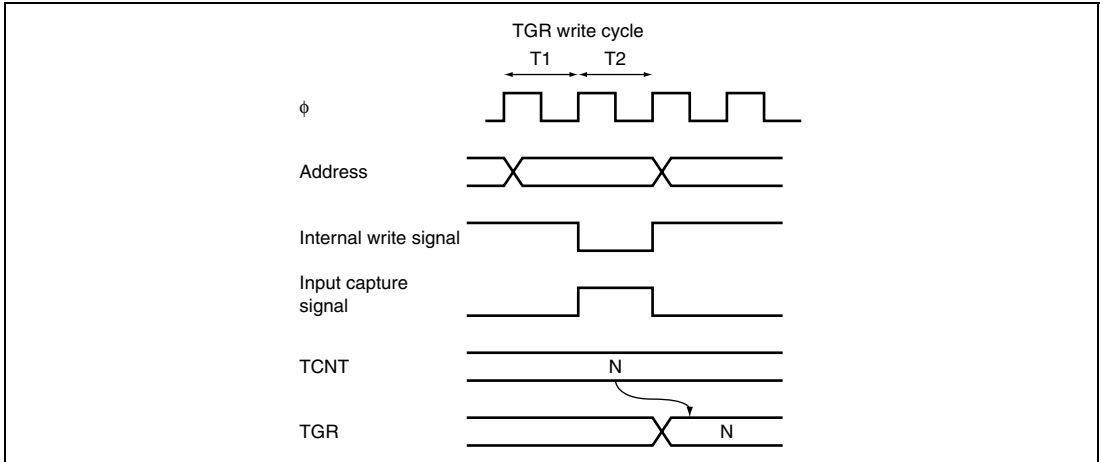 TGR write cycle
T1 T2
ϕ
Address
Internal write signal
Input capture
signal
TCNT N
TGR N